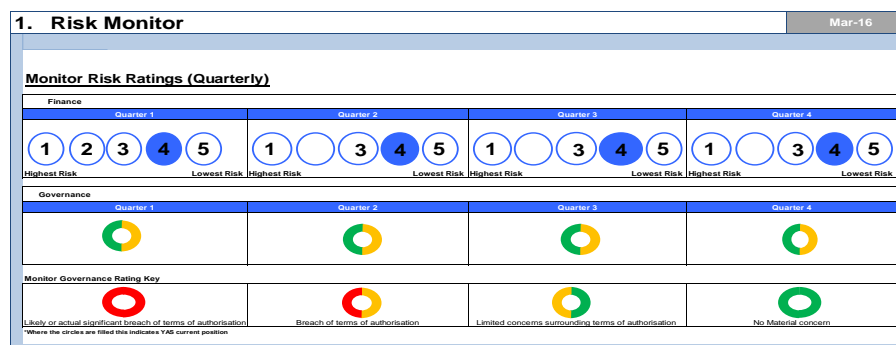 1. Risk Monitor Mar-16
Monitor Risk Ratings (Quarterly)
Finance
Quarter 1 Quarter 2 Quarter 3 Quarter 4
1 2 3 4 5 1 3 4 5 1 3 4 5 1 3 4 5
Highest Risk Lowest Risk Highest Risk Lowest Risk Highest Risk Lowest Risk Highest Risk Lowest Risk
Governance
Quarter 1 Quarter 2 Quarter 3 Quarter 4
Monitor Governance Rating Key
Likely or actual significant breach of terms of authorisation Breach of terms of authorisation Limited concerns surrounding terms of authorisation No Material concern
*Where the circles are filled this indicates YAS current position